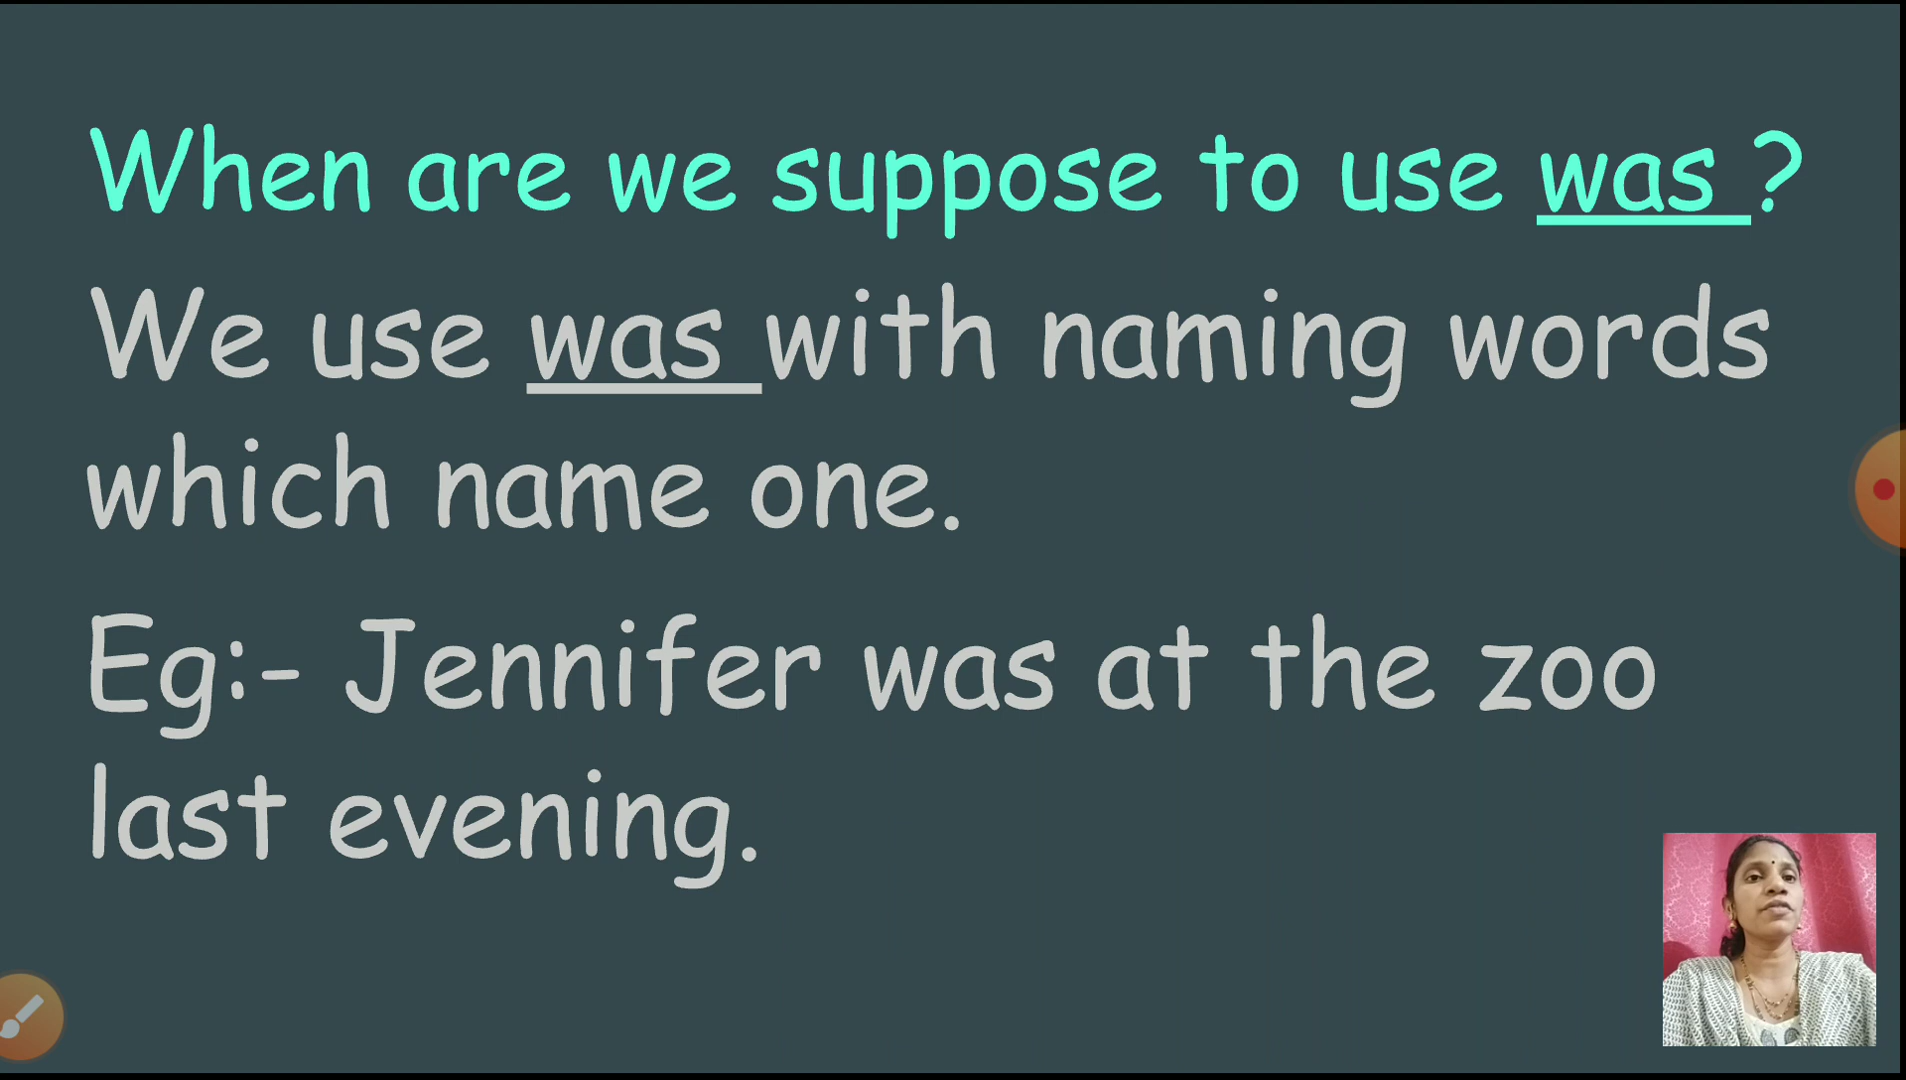 When are we suppose to use was ?
We use was with naming words
which name one.
Eg:- Jennifer was at the zoo
last evening.